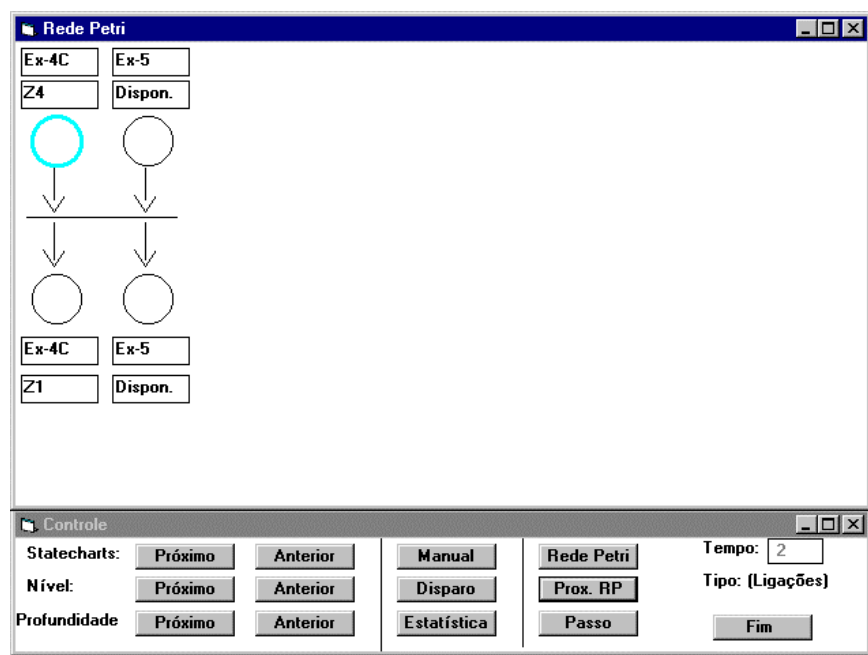 Rede Petri
Ex-4C Ex-5
Z4 Dispon.
Ex-4C Ex-5
Z1 Dispon.
Controle
Statecharts: Próximo Anterior Manual Rede Petri Tempo: 2
Nível: Próximo Anterior Disparo Prox. RP Tipo: (Ligações)
Profundidade Próximo Anterior Estatística Passo Fim